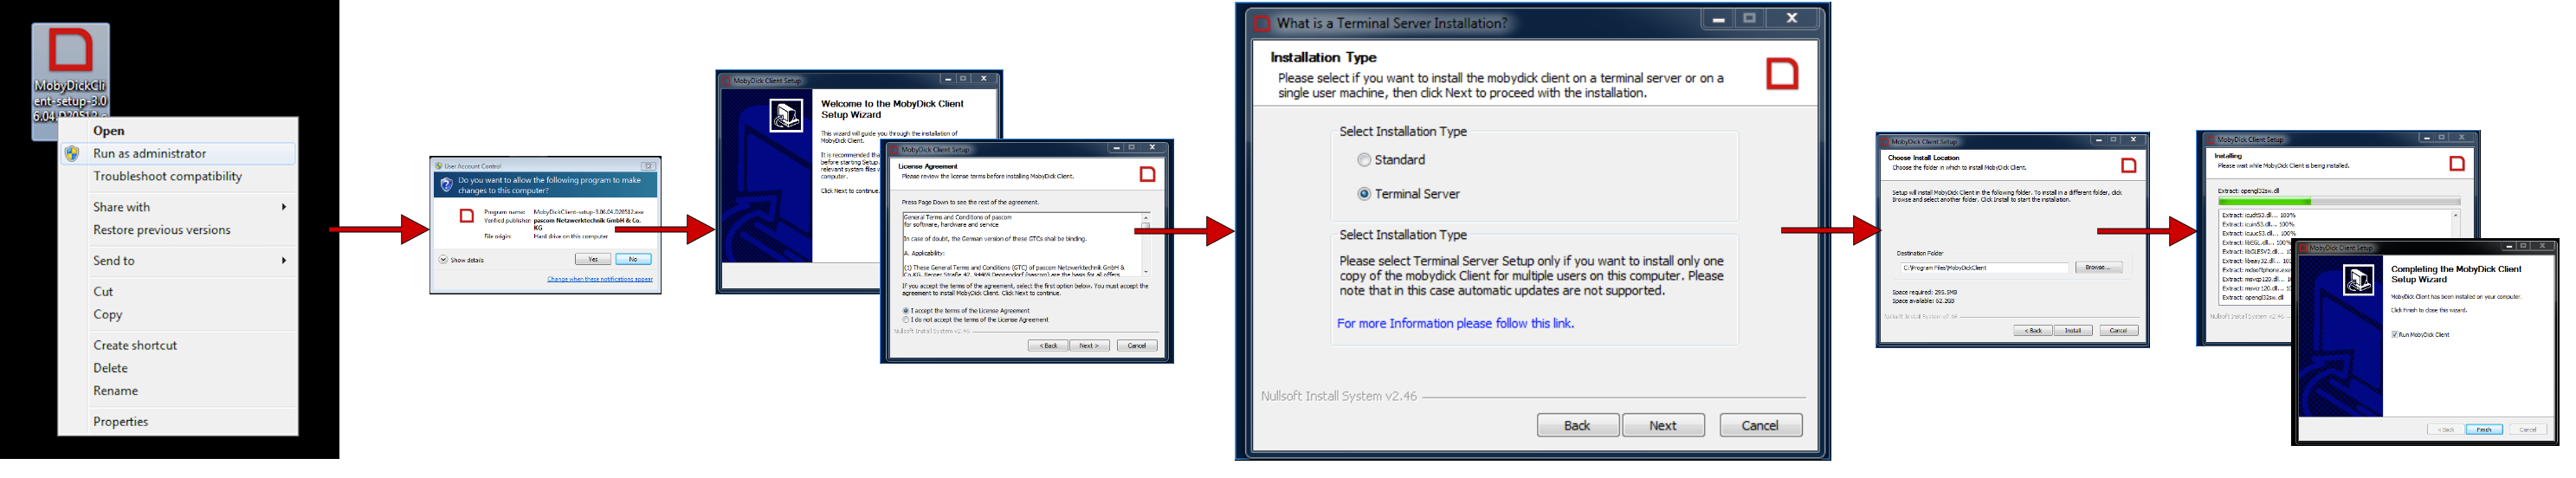 MobyDickCli
ent-setup-3.0
6.04.D20512.e
Open
Run as administrator
Troubleshoot compatibility
Share with
Restore previous versions
Send to
Cut
Copy
Create shortcut
Delete
Rename
Properties
User Account Control
Do you want to allow the following program to make
changes to this computer?
Program name: MobyDickClient-setup-3.06.04.D20512.exe
Verified publisher: pascom Netzwerktechnik GmbH & Co.
KG
File origin: Hard drive on this computer
Show details
Yes
No
Change when these notifications appear
MobyDick Client Setup
Welcome to the MobyDick Client
Setup Wizard
This wizard will guide you through the installation of
MobyDick Client.
It is recommended tha
before starting Setup.
relevant system files w
computer.
Click Next to continue.
MobyDick Client Setup
License Agreement
Please review the license terms before installing MobyDick Client.
Press Page Down to see the rest of the agreement.
General Terms and Conditions of pascom
for software, hardware and service
In case of doubt, the German version of these GTCs shall be binding.
A. Applicability:
(1) These General Terms and Conditions (GTC) of pascom Netzwerktechnik GmbH &
Co.KG, Berger Straße 42, 94469 Deggendorf (pascom) are the basis for all offers,
If you accept the terms of the agreement, select the first option below. You must accept the
agreement to install MobyDick Client. Click Next to continue.
I accept the terms of the License Agreement
I do not accept the terms of the License Agreement
Nullsoft Install System v2.46
< Back
Next >
Cancel
What is a Terminal Server Installation?
Installation Type
Please select if you want to install the mobydick client on a terminal server or on a
single user machine, then click Next to proceed with the installation.
Select Installation Type
Standard
Terminal Server
Select Installation Type
Please select Terminal Server Setup only if you want to install only one
copy of the mobydick Client for multiple users on this computer. Please
note that in this case automatic updates are not supported.
For more Information please follow this link.
Nullsoft Install System v2.46
Back
Next
Cancel
MobyDick Client Setup
Choose Install Location
Choose the folder in which to install MobyDick Client.
Setup will install MobyDick Client in the following folder. To install in a different folder, click
Browse and select another folder. Click Install to start the installation.
Destination Folder
C:\Program Files\MobyDickClient
Browse...
Space required: 295.5MB
Space available: 62.2GB
Nullsoft Install System v2.46
< Back
Install
Cancel
MobyDick Client Setup
Installing
Please wait while MobyDick Client is being installed.
Extract: opengl32sw.dll
Extract: icudt53.dll... 100%
Extract: icuin53.dll... 100%
Extract: icuuc53.dll... 100%
Extract: libEGL.dll... 100%
Extract: libGLESV2.dll...
Extract: libeay32.dll... 10
Extract: mdsoftphone.exe
Extract: msvcp120.dll...
Extract: msvcr120.dll... 10
Extract: opengl32sw.dll
Nullsoft Install System v2.46
MobyDick Client Setup
Completing the MobyDick Client
Setup Wizard
MobyDick Client has been installed on your computer.
Click Finish to close this wizard.
Run MobyDick Client
< Back
Finish
Cancel